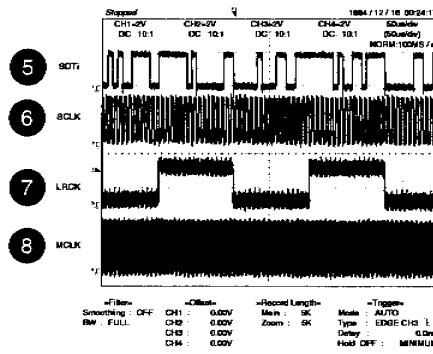 Stopped 1994/12/16 00:24:1
CH1=2V CH2=2V CH3=2V CH4=2V 50us/div
DC 10:1 DC 10:1 DC 10:1 DC 10:1 (50us/div)
NORM:100MS/
5 SDTi
6 SCLK
7 LRCK
8 MCLK
=Filter= =Offset= =Record Length= =Trigger=
Smoothing : OFF CH1 : 0.00V Main : 5K Mode : AUTO
BW : FULL CH2 : 0.00V Zoom : 5K Type : EDGE CH3
CH3 : 0.00V Delay : 0.0n
CH4 : 0.00V Hold OFF : MINIMUM